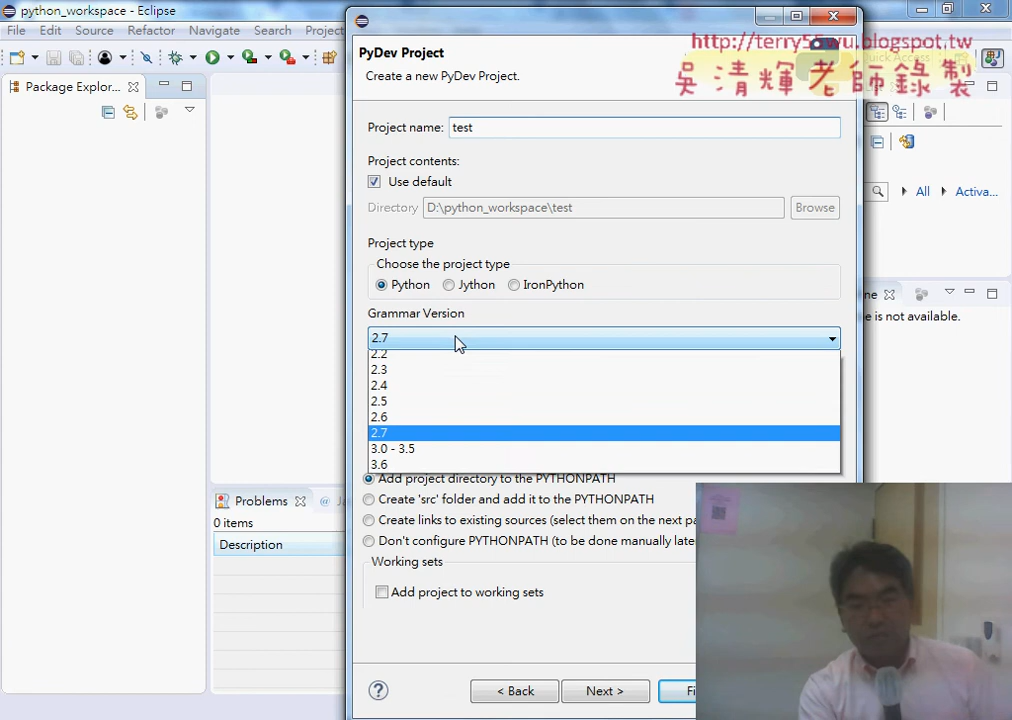 python_workspace - Eclipse
File Edit Source Refactor Navigate Search Project
http://terry55wu.blogspot.tw
吳清輝老師錄製
Quick Access
Package Explor...
PyDev Project
Create a new PyDev Project.
Project name: test
Project contents:
Use default
Directory D:\python_workspace\test Browse
All Activa...
Project type
Choose the project type
Python Jython IronPython
Grammar Version
2.7
2.2
2.3
2.4
2.5
2.6
2.7
3.0 - 3.5
3.6
ne
e is not available.
Add project directory to the PYTHONPATH
Create 'src' folder and add it to the PYTHONPATH
Create links to existing sources (select them on the next pa
Don't configure PYTHONPATH (to be done manually late
Working sets
Add project to working sets
Problems @ J
0 items
Description
? < Back Next > Fi